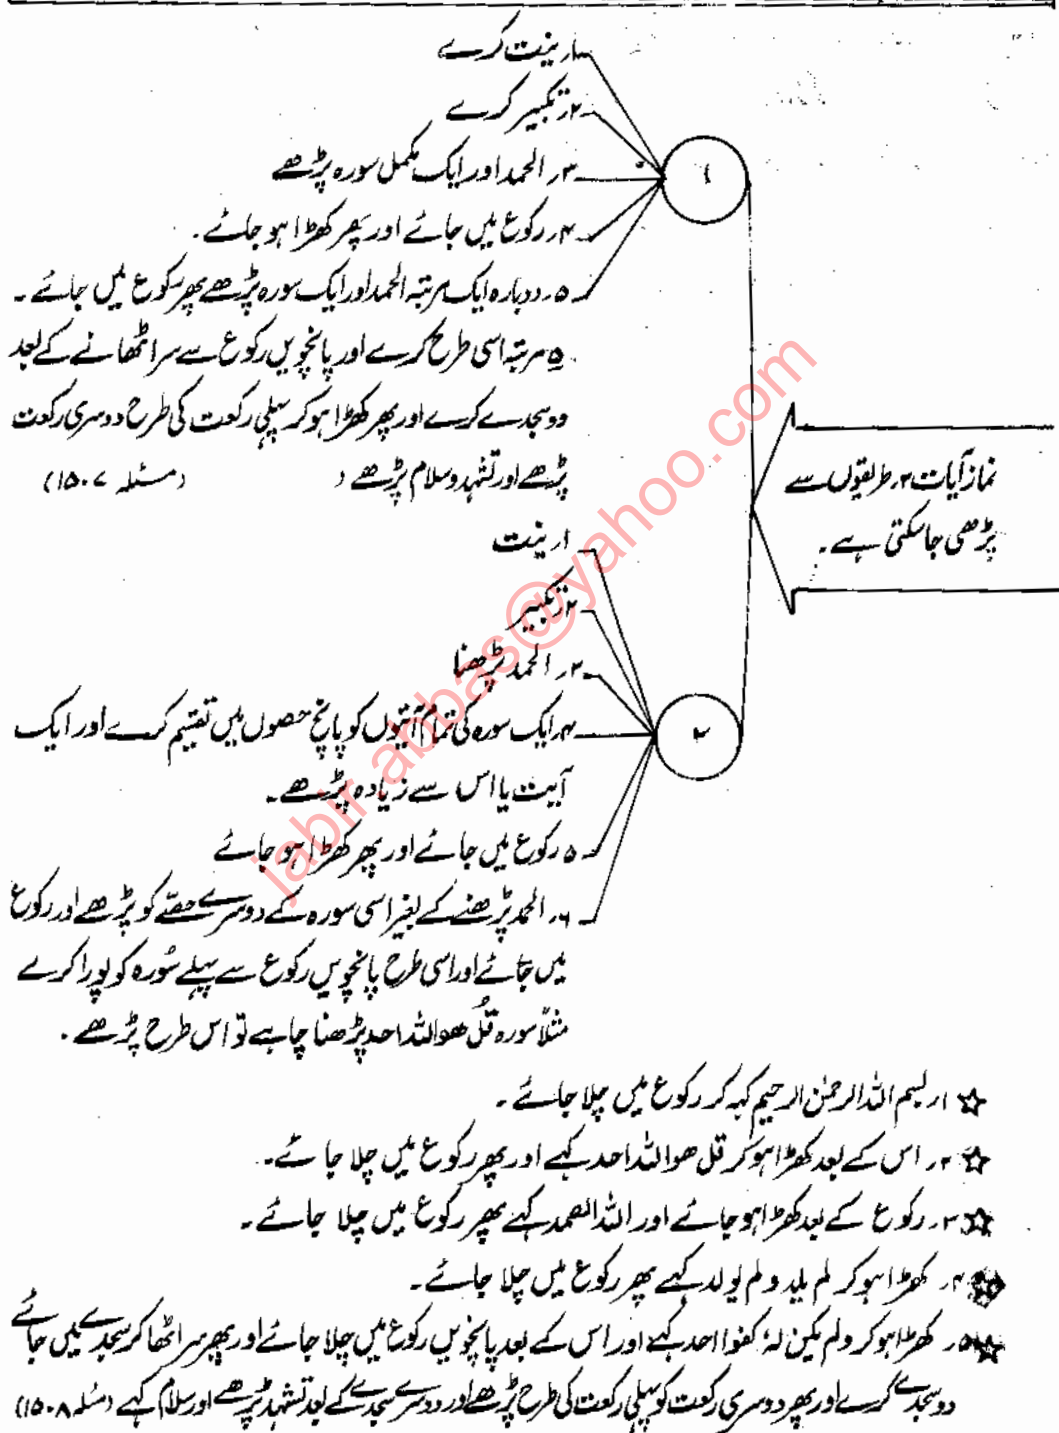 نماز آیات ۲؍ طریقوں سے
پڑھی جا سکتی ہے۔
۱
۱؍ نیت کرے
۲؍ تکبیر کرے
۳؍ الحمد اور ایک مکمل سورہ پڑھے
۴؍ رکوع میں جائے اور پھر کھڑا ہو جائے۔
۵؍ دوبارہ ایک مرتبہ الحمد اور ایک سورہ پڑھے پھر رکوع میں جائے۔
۵ مرتبہ اسی طرح کرے اور پانچویں رکوع سے سر اٹھانے کے بعد
دو سجدے کرے اور پھر کھڑا ہو کر پہلی رکعت کی طرح دوسری رکعت
پڑھے اور تشہد و سلام پڑھے ( (مسئلہ ۱۵۰۷)
۲
۱؍ نیت
۲؍ تکبیر
۳؍ الحمد پڑھنا
۴؍ ایک سورہ کی تمام آیتوں کو پانچ حصوں میں تقسیم کرے اور ایک
آیت یا اس سے زیادہ پڑھے۔
۵؍ رکوع میں جائے اور پھر کھڑا ہو جائے
۶؍ الحمد پڑھنے کے بغیر اسی سورہ کے دوسرے حصّے کو پڑھے اور رکوع
میں جائے اور اسی طرح پانچویں رکوع سے پہلے سُورہ کو پورا کرے
مثلاً سورہ قُل ھو اللہ احد پڑھنا چاہے تو اس طرح پڑھے۔
☆ ۱؍ بسم اللہ الرحمٰن الرحیم کہہ کر رکوع میں چلا جائے۔
☆ ۲؍ اس کے بعد کھڑا ہو کر قل ھو اللہ احد کہے اور پھر رکوع میں چلا جائے۔
☆ ۳؍ رکوع کے بعد کھڑا ہو جائے اور اللہ الصمد کہے پھر رکوع میں چلا جائے۔
☆ ۴؍ کھڑا ہو کر لم یلد ولم یولد کہے پھر رکوع میں چلا جائے۔
☆ ۵؍ کھڑا ہو کر ولم یکن لہٗ کفوا احد کہے اور اس کے بعد پانچویں رکوع میں چلا جائے اور پھر سر اٹھا کر سجدے میں جائے
دو سجدے کرے اور پھر دوسری رکعت کو پہلی رکعت کی طرح پڑھے اور دوسرے سجدے کے بعد تشہد پڑھے اور سلام کہے (مسئلہ ۱۵۰۸)
jabir.abbas@yahoo.com